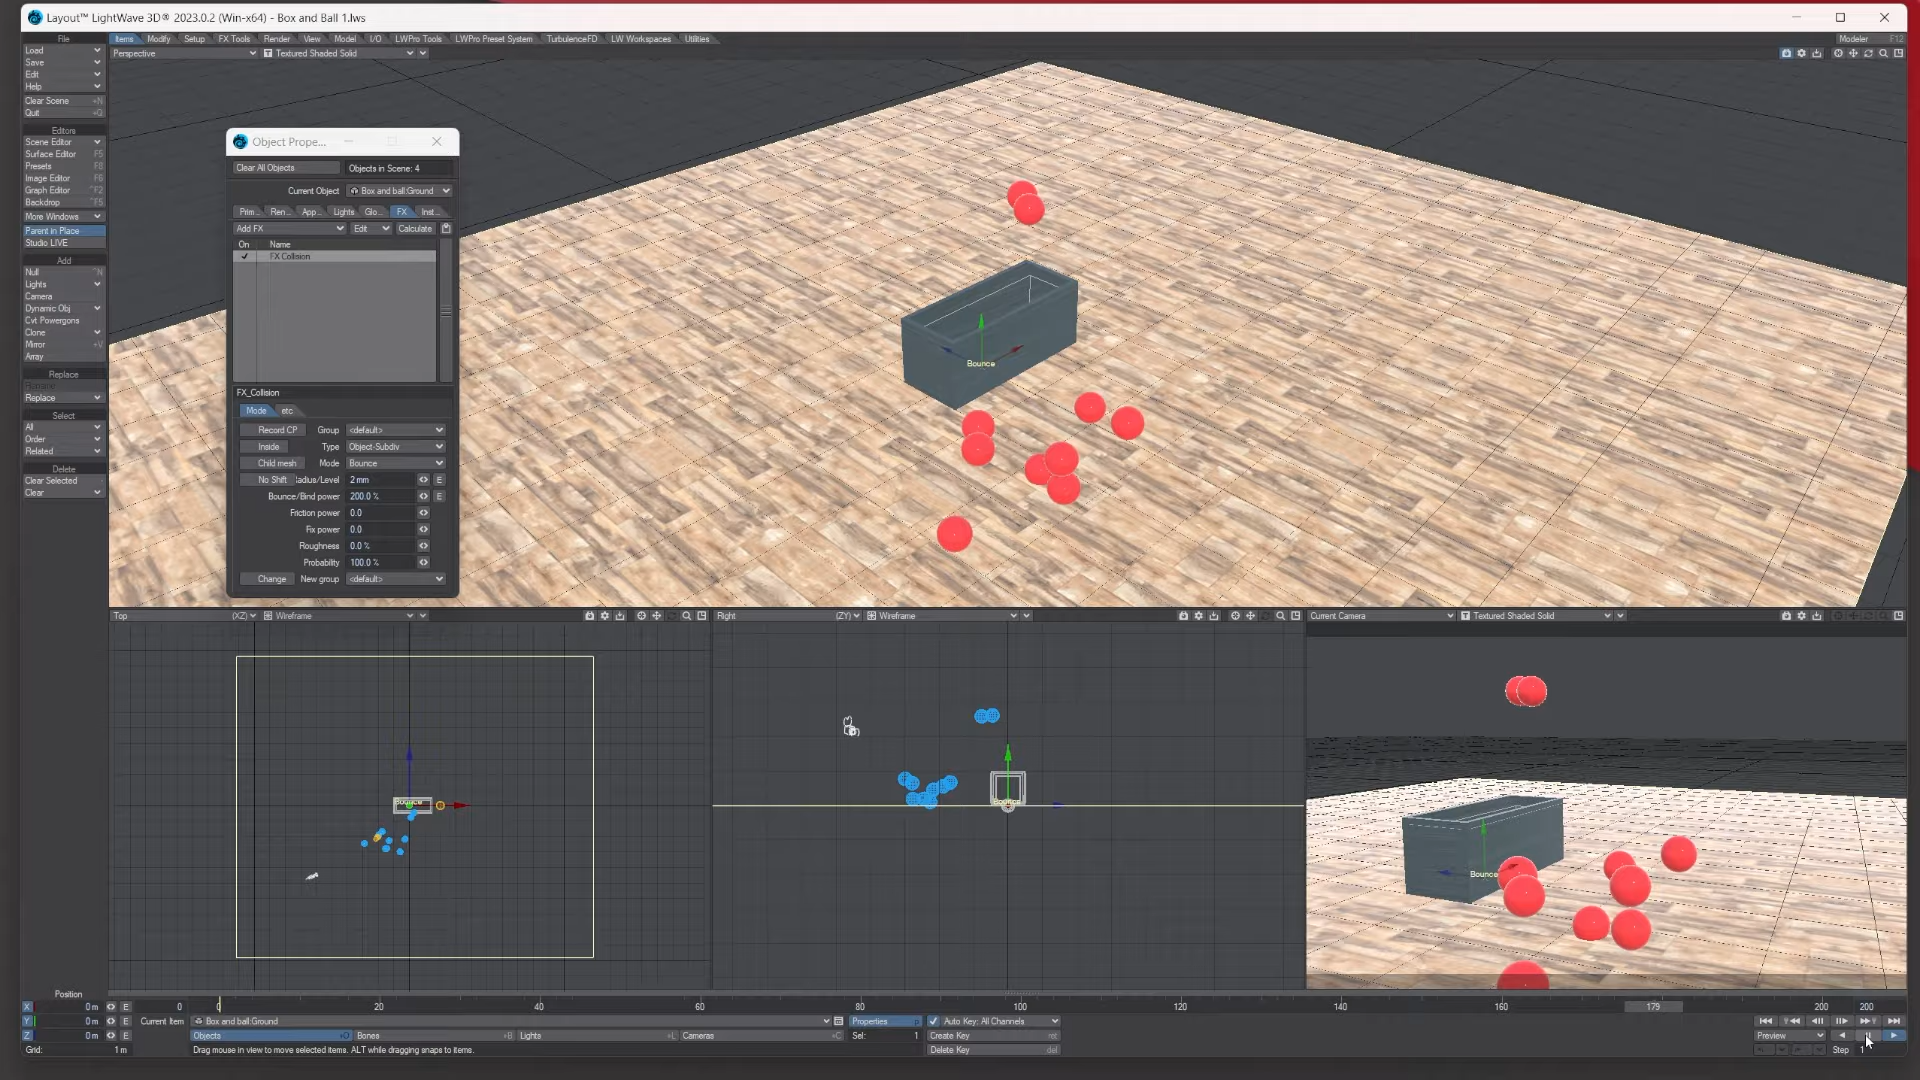 Layout™ LightWave 3D® 2023.0.2 (Win-x64) - Box and Ball 1.lws
File Items Modify Setup FX Tools Render View Model I/O LWPro Tools LWPro Preset System TurbulenceFD LW Workspaces Utilities Modeler F12
Load Perspective Textured Shaded Solid
Save
Edit
Help
Clear Scene
Quit
Editors
Scene Editor
Surface Editor F5
Presets F8
Image Editor F6
Graph Editor ^F2
Backdrop ^F5
More Windows
Parent in Place
Studio LIVE
Add
Null ^N
Lights
Camera
Dynamic Obj
Cvt Powergons
Clone
Mirror +V
Array
Replace
Rename
Replace
Select
All
Order
Related
Delete
Clear Selected
Clear
Object Prope...
Clear All Objects Objects in Scene: 4
Current Object Box and ball:Ground
Prim... Ren... App... Lights Glo... FX Inst...
Add FX Edit Calculate
On Name
FX Collision
FX_Collision
Mode etc
Record CP Group <default>
Inside Type Object-Subdiv
Child mesh Mode Bounce
No Shift Radius/Level 2 mm E
Bounce/Bind power 200.0 % E
Friction power 0.0
Fix power 0.0
Roughness 0.0 %
Probability 100.0 %
Change New group <default>
Bounce
Top (XZ) Wireframe
Bounce
Right (ZY) Wireframe
Bounce
Current Camera Textured Shaded Solid
Bounce
Position
X 0 m E 0 0 20 40 60 80 100 120 140 160 179 200 200
Y 0 m E Current Item Box and ball:Ground Properties p Auto Key: All Channels
Z 0 m E Objects +O Bones +B Lights +L Cameras +C Sel: 1 Create Key ret Preview
Grid: 1 m Drag mouse in view to move selected items. ALT while dragging snaps to items. Delete Key del Step 1